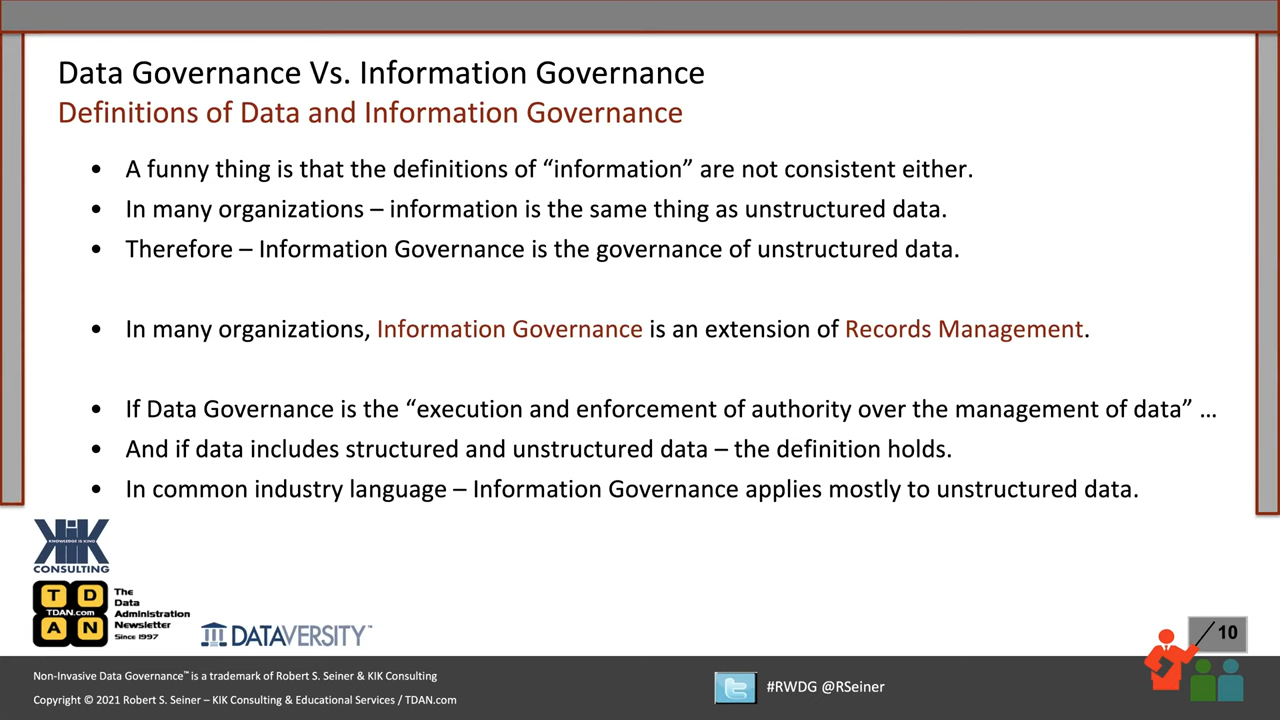 Data Governance Vs. Information Governance
Definitions of Data and Information Governance
• A funny thing is that the definitions of “information” are not consistent either.
• In many organizations – information is the same thing as unstructured data.
• Therefore – Information Governance is the governance of unstructured data.
• In many organizations, Information Governance is an extension of Records Management.
• If Data Governance is the “execution and enforcement of authority over the management of data” …
• And if data includes structured and unstructured data – the definition holds.
• In common industry language – Information Governance applies mostly to unstructured data.
KIK
KNOWLEDGE IS KING
CONSULTING
T D
TDAN.com
A N
The
Data
Administration
Newsletter
Since 1997
DATAVERSITY™
10
Non-Invasive Data Governance™ is a trademark of Robert S. Seiner & KIK Consulting
Copyright © 2021 Robert S. Seiner – KIK Consulting & Educational Services / TDAN.com
#RWDG @RSeiner